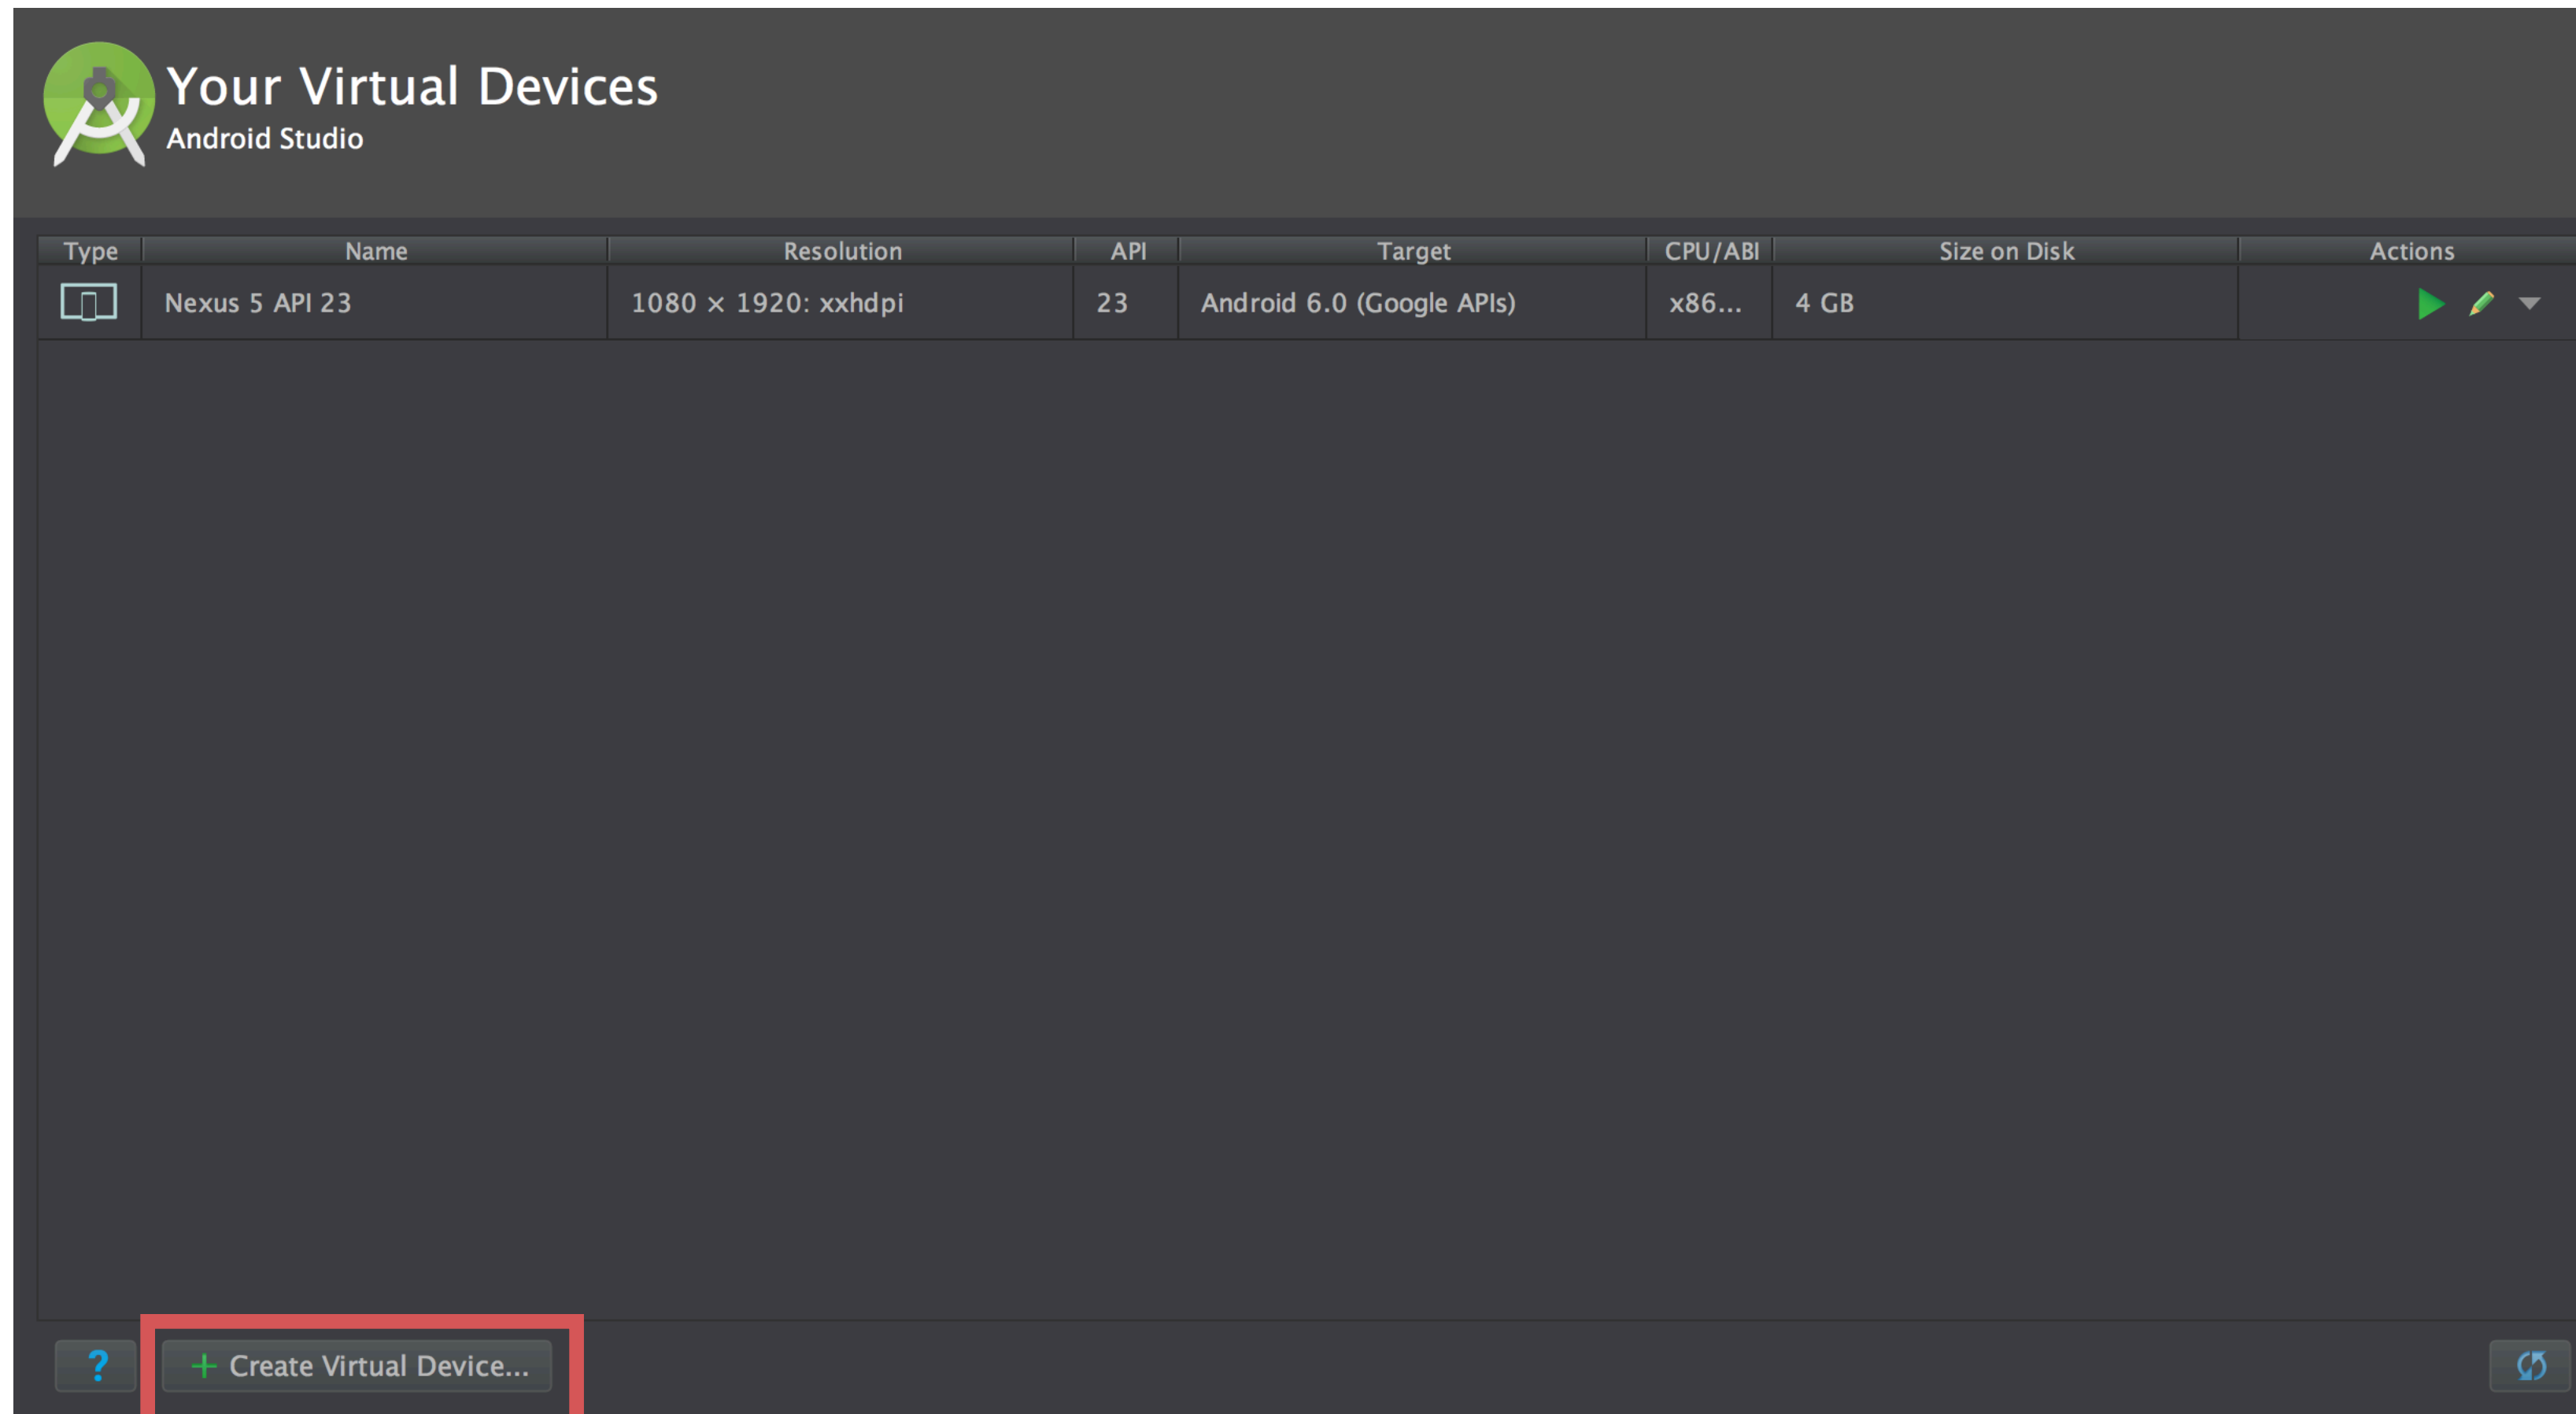 Your Virtual Devices
Android Studio
Type Name Resolution API Target CPU/ABI Size on Disk Actions
Nexus 5 API 23 1080 × 1920: xxhdpi 23 Android 6.0 (Google APIs) x86... 4 GB
? + Create Virtual Device...